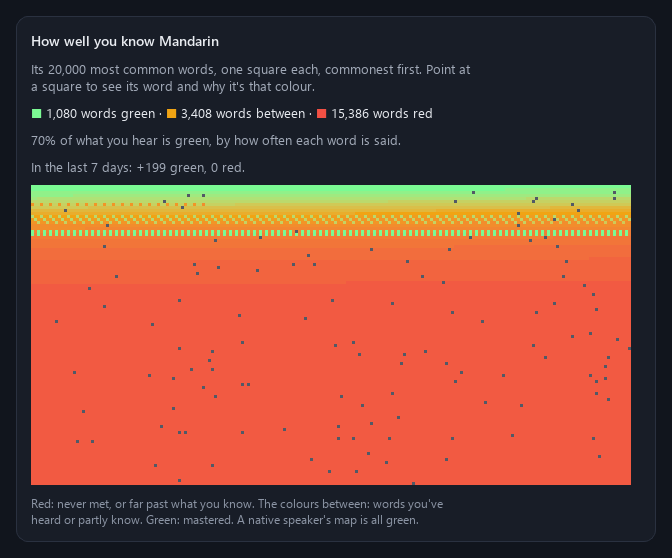 How well you know Mandarin
Its 20,000 most common words, one square each, commonest first. Point at
a square to see its word and why it's that colour.
1,080 words green · 3,408 words between · 15,386 words red
70% of what you hear is green, by how often each word is said.
In the last 7 days: +199 green, 0 red.
Red: never met, or far past what you know. The colours between: words you've
heard or partly know. Green: mastered. A native speaker's map is all green.